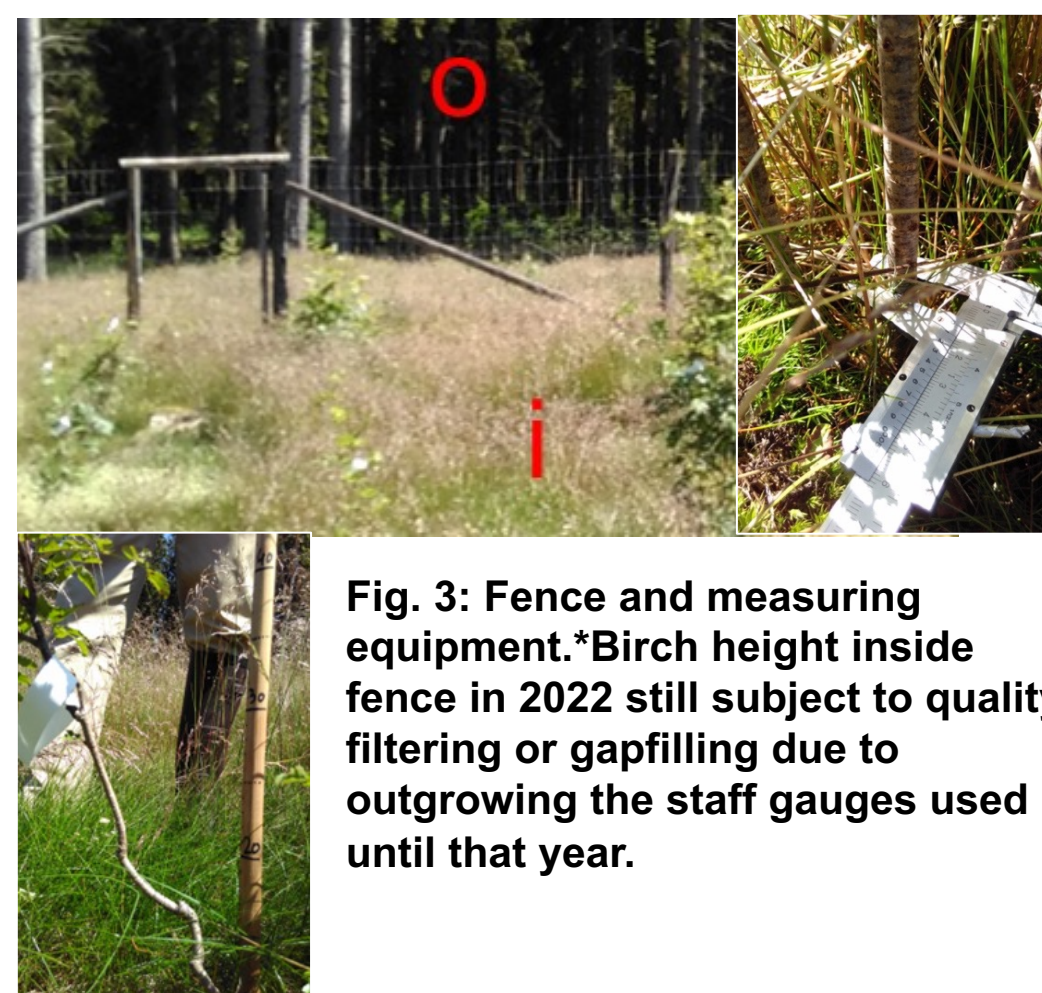 O
i
40
30
20
Fig. 3: Fence and measuring
equipment.*Birch height inside
fence in 2022 still subject to quality
filtering or gapfilling due to
outgrowing the staff gauges used
until that year.